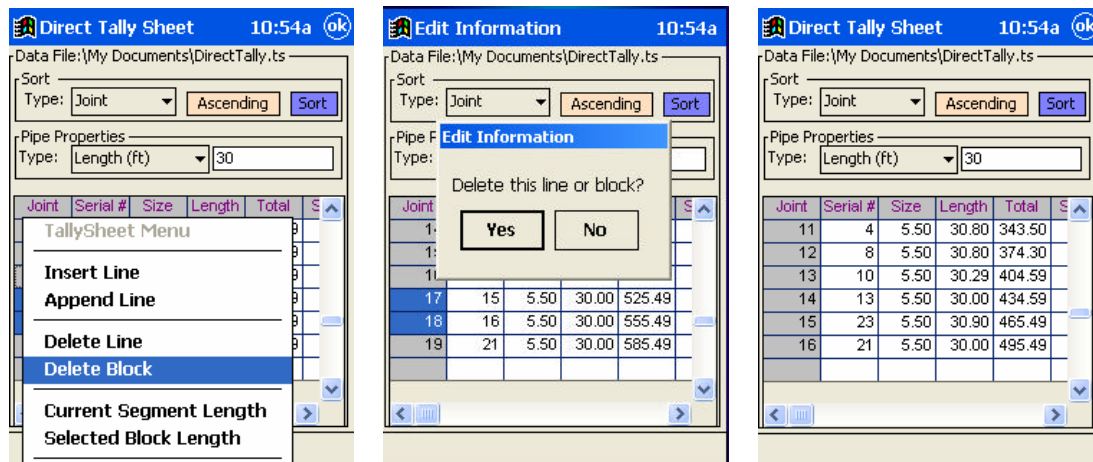 Direct Tally Sheet 10:54a ok
Data File:\My Documents\DirectTally.ts
Sort
Type: Joint Ascending Sort
Pipe Properties
Type: Length (ft) 30
Joint Serial # Size Length Total S
TallySheet Menu
Insert Line
Append Line
Delete Line
Delete Block
Current Segment Length
Selected Block Length
Edit Information 10:54a
Data File:\My Documents\DirectTally.ts
Sort
Type: Joint Ascending Sort
Pipe P
Type:
Edit Information
Delete this line or block?
Yes No
Joint S
17 15 5.50 30.00 525.49
18 16 5.50 30.00 555.49
19 21 5.50 30.00 585.49
Direct Tally Sheet 10:54a ok
Data File:\My Documents\DirectTally.ts
Sort
Type: Joint Ascending Sort
Pipe Properties
Type: Length (ft) 30
Joint Serial # Size Length Total S
11 4 5.50 30.80 343.50
12 8 5.50 30.80 374.30
13 10 5.50 30.29 404.59
14 13 5.50 30.00 434.59
15 23 5.50 30.90 465.49
16 21 5.50 30.00 495.49